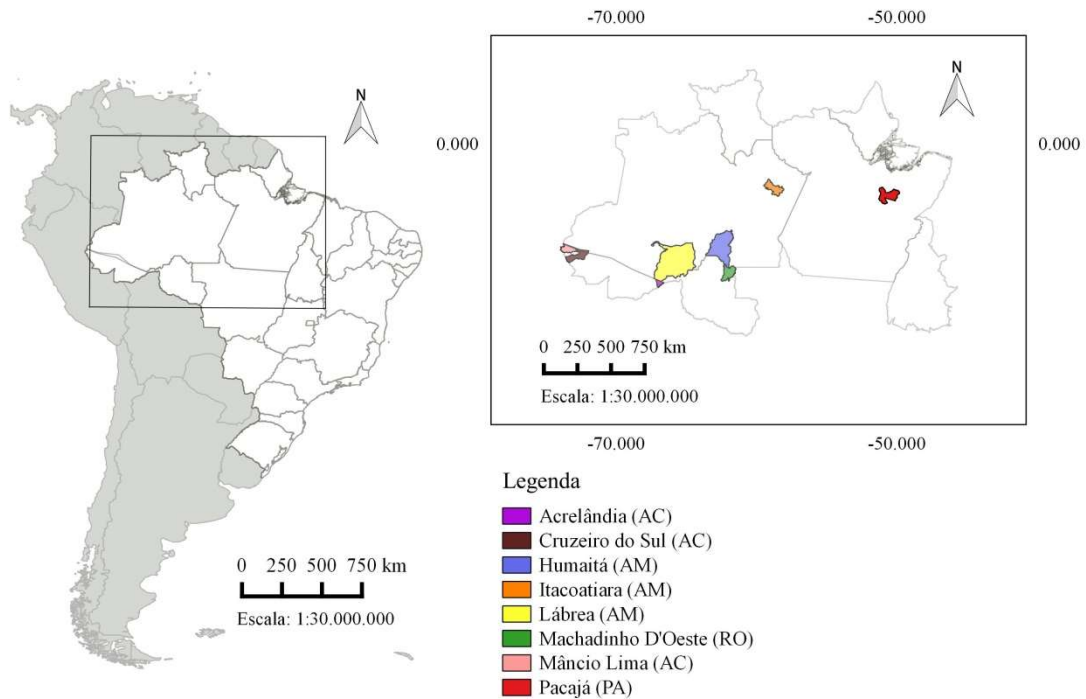 -70.000 -50.000
N
N
0.000 0.000
0 250 500 750 km
Escala: 1:30.000.000
-70.000 -50.000
Legenda
Acrelândia (AC)
Cruzeiro do Sul (AC)
Humaitá (AM)
Itacoatiara (AM)
Lábrea (AM)
Machadinho D'Oeste (RO)
Mâncio Lima (AC)
Pacajá (PA)
0 250 500 750 km
Escala: 1:30.000.000